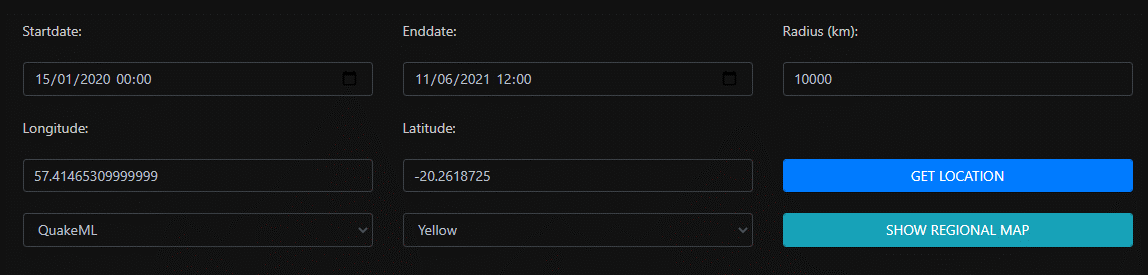 Startdate: Enddate: Radius (km):
15/01/2020 00:00 11/06/2021 12:00 10000
Longitude: Latitude:
57.41465309999999 -20.2618725 GET LOCATION
QuakeML Yellow SHOW REGIONAL MAP